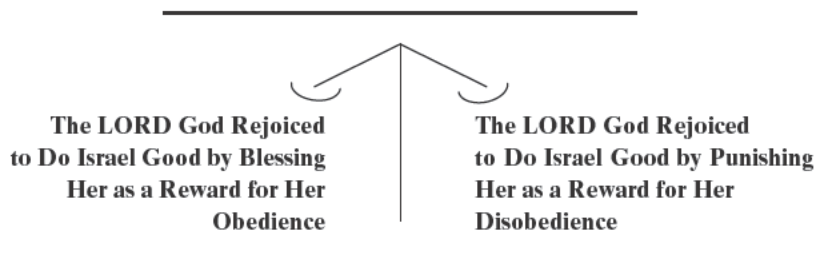 The LORD God Rejoiced
to Do Israel Good by Blessing
Her as a Reward for Her
Obedience
The LORD God Rejoiced
to Do Israel Good by Punishing
Her as a Reward for Her
Disobedience